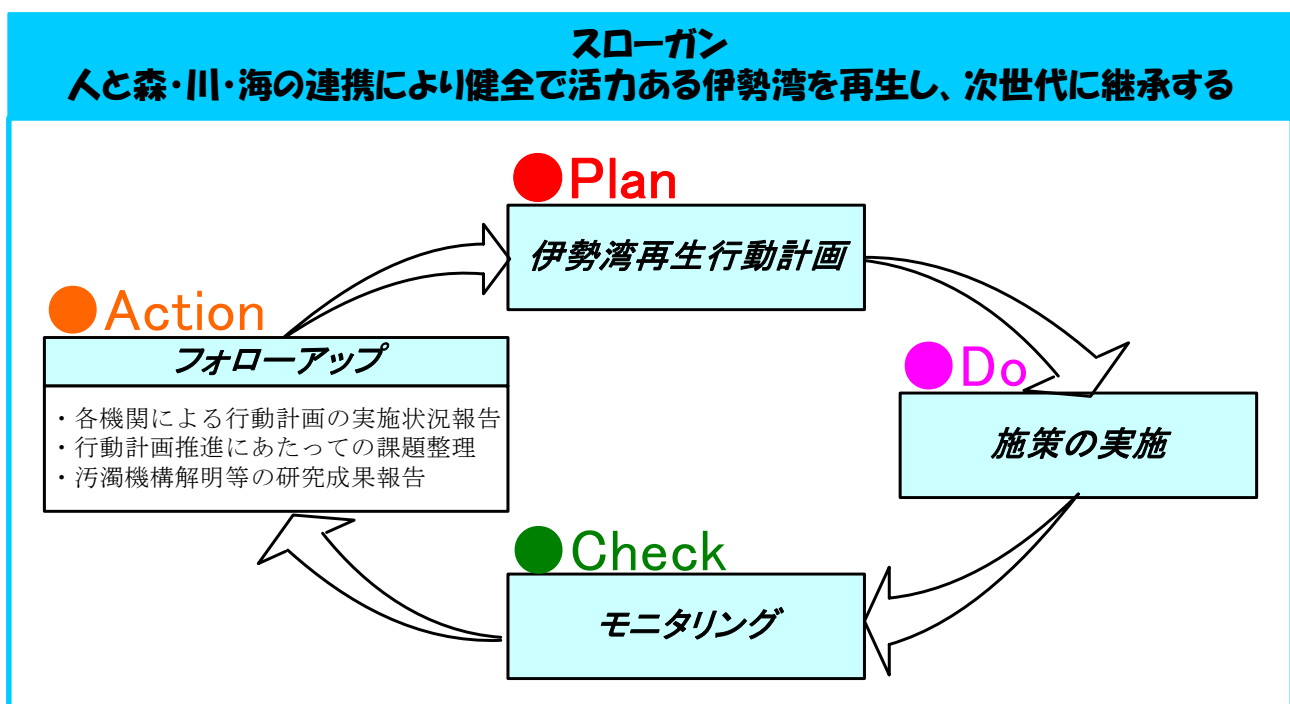 スローガン
人と森・川・海の連携により健全で活力ある伊勢湾を再生し、次世代に継承する
●Plan
伊勢湾再生行動計画
●Do
施策の実施
●Check
モニタリング
●Action
フォローアップ
・各機関による行動計画の実施状況報告
・行動計画推進にあたっての課題整理
・汚濁機構解明等の研究成果報告